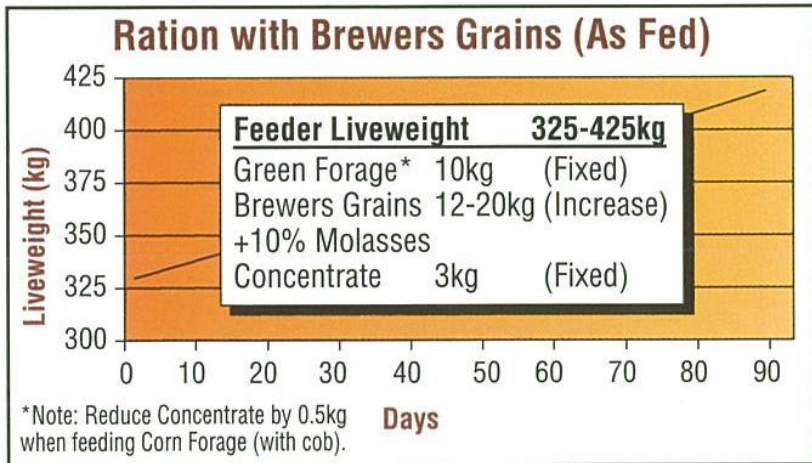 Ration with Brewers Grains (As Fed)
425
400
375
350
325
300
Liveweight (kg)
Feeder Liveweight 325-425kg
Green Forage* 10kg (Fixed)
Brewers Grains 12-20kg (Increase)
+10% Molasses
Concentrate 3kg (Fixed)
0 10 20 30 40 50 60 70 80 90
Days
*Note: Reduce Concentrate by 0.5kg
when feeding Corn Forage (with cob).